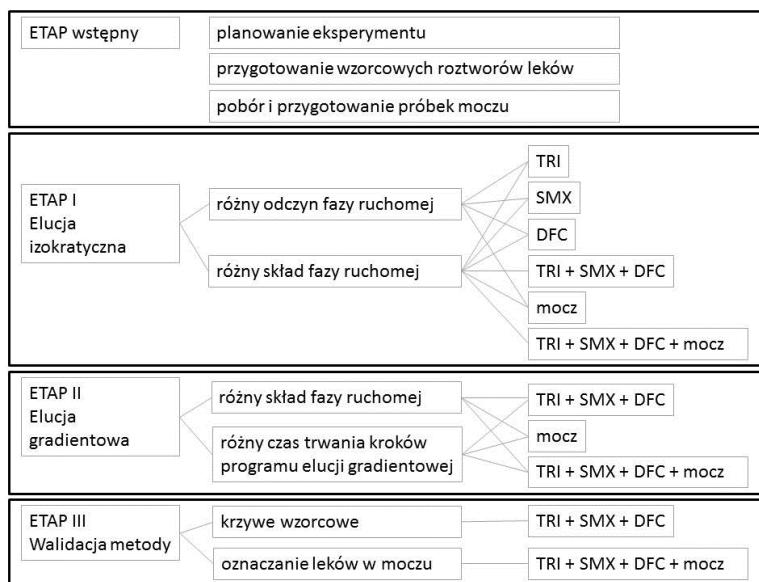 ETAP wstępny
planowanie eksperymentu
przygotowanie wzorcowych roztworów leków
pobór i przygotowanie próbek moczu
ETAP I
Elucja
izokratyczna
różny odczyn fazy ruchomej
różny skład fazy ruchomej
TRI
SMX
DFC
TRI + SMX + DFC
mocz
TRI + SMX + DFC + mocz
ETAP II
Elucja
gradientowa
różny skład fazy ruchomej
różny czas trwania kroków
programu elucji gradientowej
TRI + SMX + DFC
mocz
TRI + SMX + DFC + mocz
ETAP III
Walidacja metody
krzywe wzorcowe
TRI + SMX + DFC
oznaczanie leków w moczu
TRI + SMX + DFC + mocz